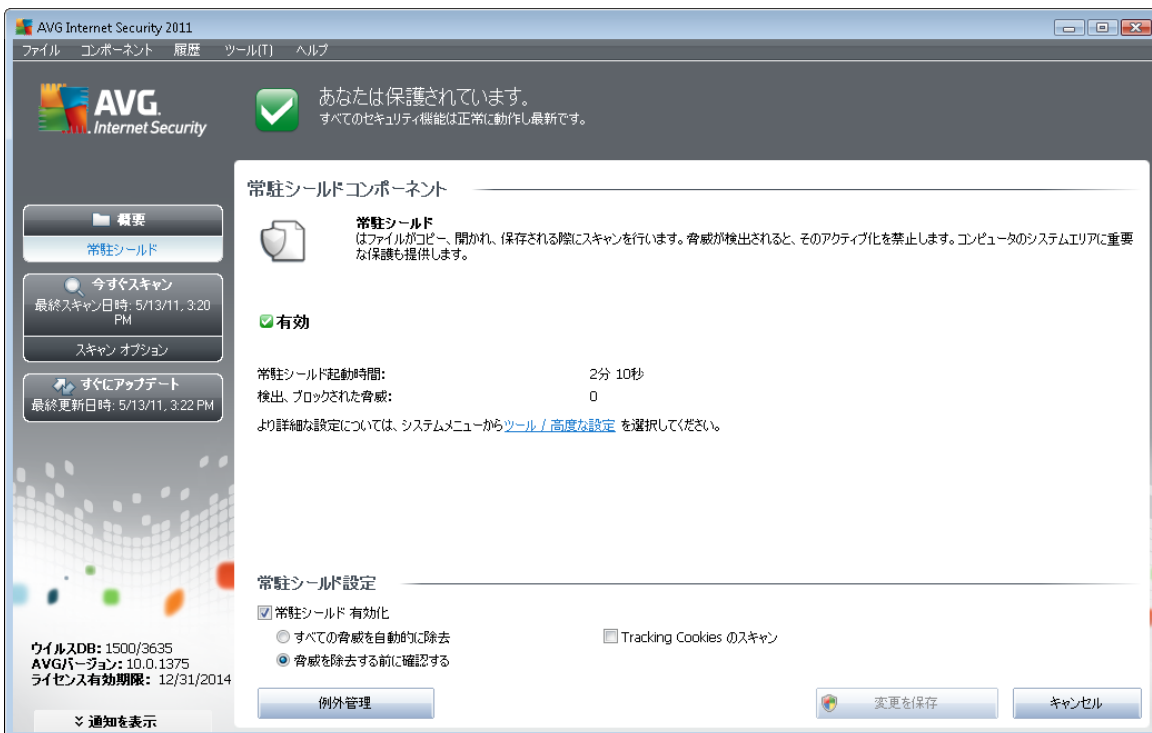 AVG Internet Security 2011
ファイル コンポーネント 履歴 ツール(T) ヘルプ
AVG.
Internet Security
あなたは保護されています。
すべてのセキュリティ機能は正常に動作し最新です。
概要
常駐シールド
今すぐスキャン
最終スキャン日時: 5/13/11, 3:20
PM
スキャン オプション
すぐにアップデート
最終更新日時: 5/13/11, 3:22 PM
ウイルスDB: 1500/3635
AVGバージョン: 10.0.1375
ライセンス有効期限: 12/31/2014
通知を表示
常駐シールドコンポーネント
常駐シールド
はファイルがコピー、開かれ、保存される際にスキャンを行います。脅威が検出されると、そのアクティブ化を禁止します。コンピュータのシステムエリアに重要
な保護も提供します。
有効
常駐シールド起動時間: 2分 10秒
検出、ブロックされた脅威: 0
より詳細な設定については、システムメニューからツール / 高度な設定 を選択してください。
常駐シールド設定
常駐シールド 有効化
すべての脅威を自動的に除去 Tracking Cookies のスキャン
脅威を除去する前に確認する
例外管理 変更を保存 キャンセル